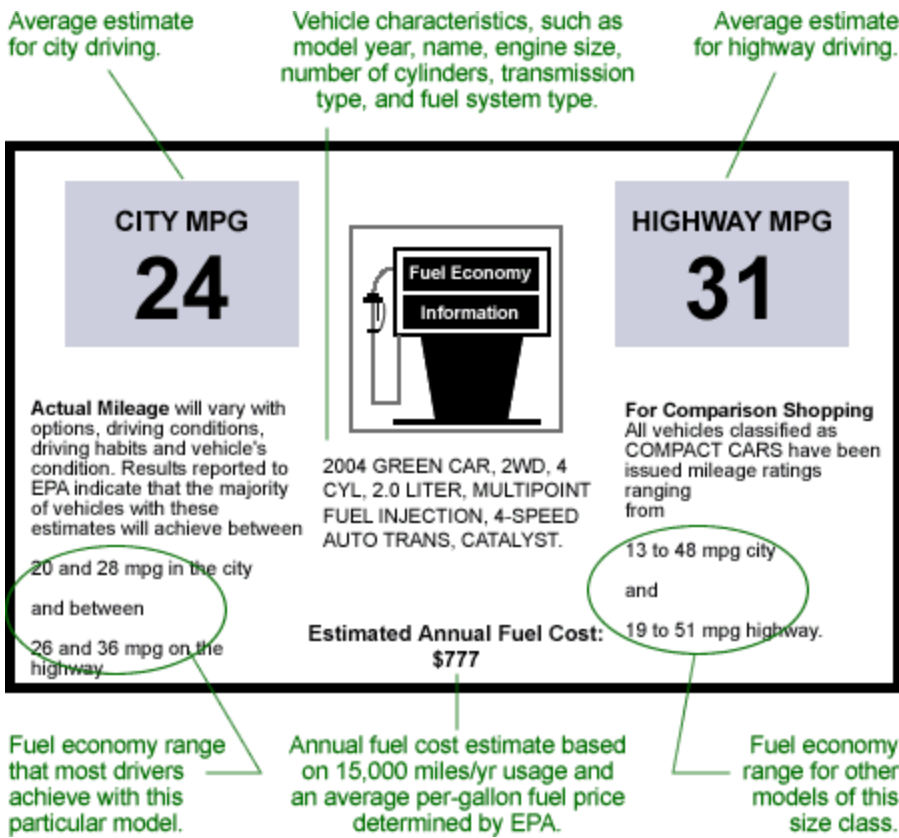 Average estimate
for city driving.
Vehicle characteristics, such as
model year, name, engine size,
number of cylinders, transmission
type, and fuel system type.
Average estimate
for highway driving.
CITY MPG
24
Fuel Economy
Information
HIGHWAY MPG
31
Actual Mileage will vary with
options, driving conditions,
driving habits and vehicle's
condition. Results reported to
EPA indicate that the majority
of vehicles with these
estimates will achieve between
20 and 28 mpg in the city
and between
26 and 36 mpg on the
highway
2004 GREEN CAR, 2WD, 4
CYL, 2.0 LITER, MULTIPOINT
FUEL INJECTION, 4-SPEED
AUTO TRANS, CATALYST.
Estimated Annual Fuel Cost:
$777
For Comparison Shopping
All vehicles classified as
COMPACT CARS have been
issued mileage ratings
ranging
from
13 to 48 mpg city
and
19 to 51 mpg highway.
Fuel economy range
that most drivers
achieve with this
particular model.
Annual fuel cost estimate based
on 15,000 miles/yr usage and
an average per-gallon fuel price
determined by EPA.
Fuel economy
range for other
models of this
size class.